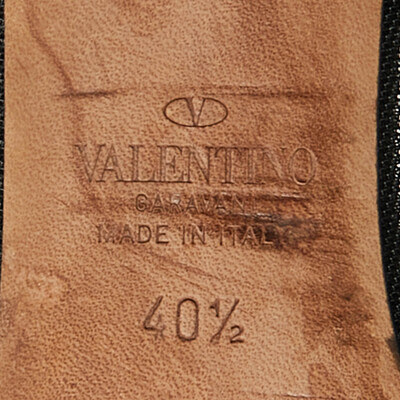 V
VALENTINO
GARAVANI
MADE IN ITALY
40½